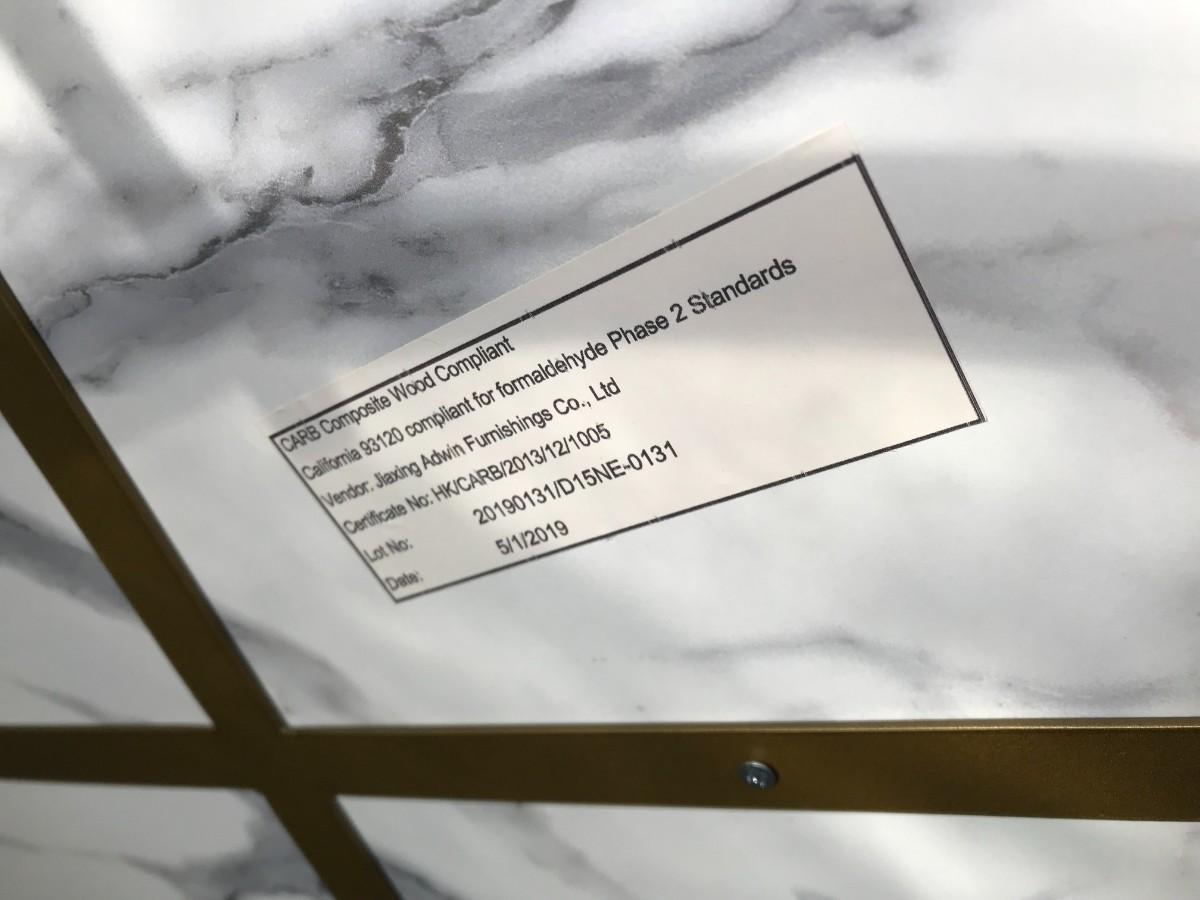 CARB Composite Wood Compliant
California 93120 compliant for formaldehyde Phase 2 Standards
Vendor: Jiaxing Adwin Furnishings Co., Ltd
Certificate No: HK/CARB/2013/12/1005
Lot No: 20190131/D15NE-0131
Date: 5/1/2019